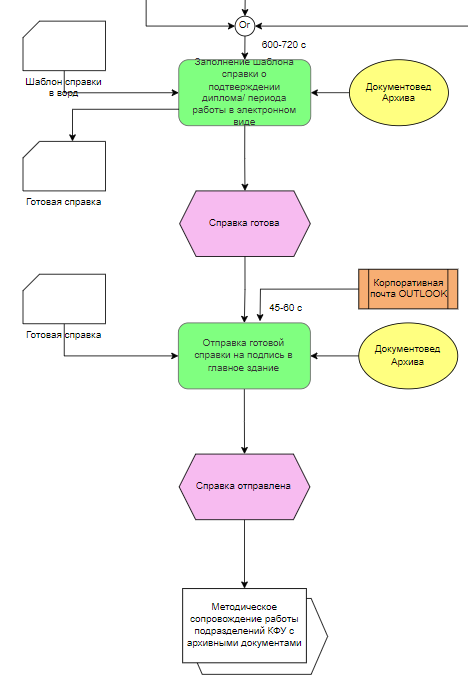 Or
600-720 с
Заполнение шаблона
справки о
подтверждении
диплома/ периода
работы в электронном
виде
Документовед
Архива
Шаблон справки
в ворд
Готовая справка
Справка готова
Корпоративная
почта OUTLOOK
45-60 с
Готовая справка
Отправка готовой
справки на подпись в
главное здание
Документовед
Архива
Справка отправлена
Методическое
сопровождение работы
подразделений КФУ с
архивными документами